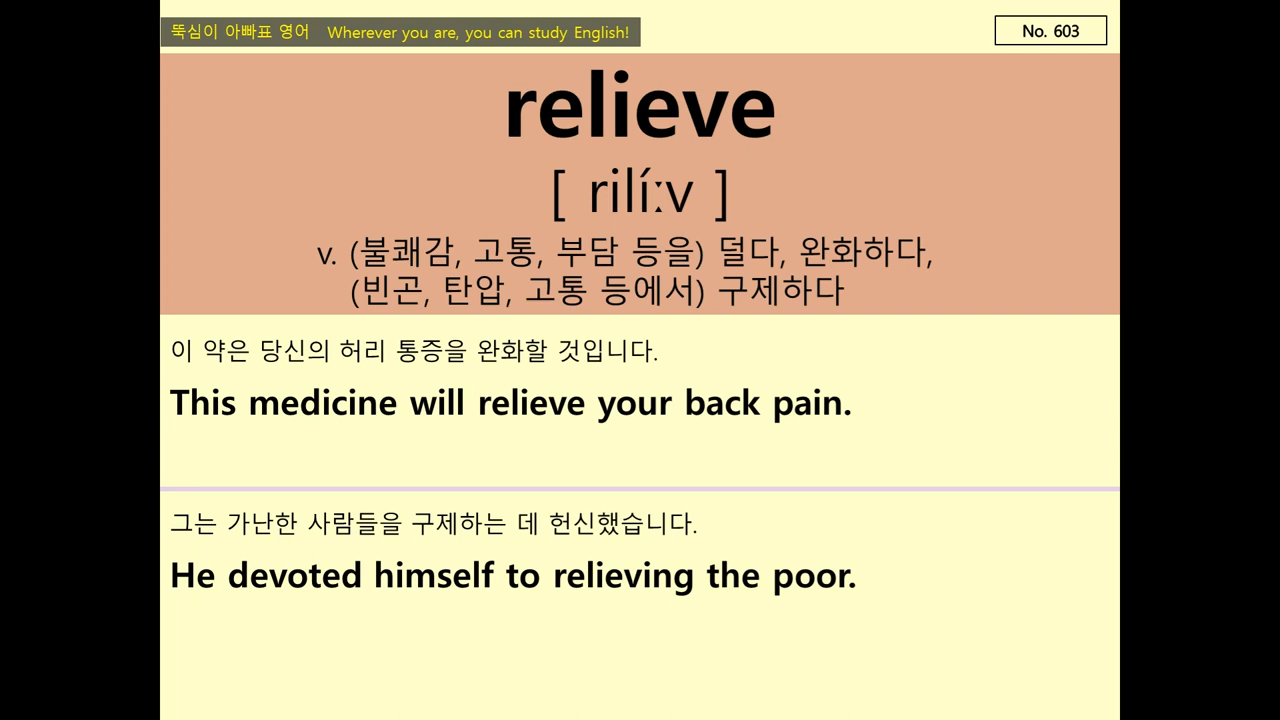 뚝심이 아빠표 영어 Wherever you are, you can study English!
No. 603
relieve
[ rilíːv ]
v. (불쾌감, 고통, 부담 등을) 덜다, 완화하다,
(빈곤, 탄압, 고통 등에서) 구제하다
이 약은 당신의 허리 통증을 완화할 것입니다.
This medicine will relieve your back pain.
그는 가난한 사람들을 구제하는 데 헌신했습니다.
He devoted himself to relieving the poor.